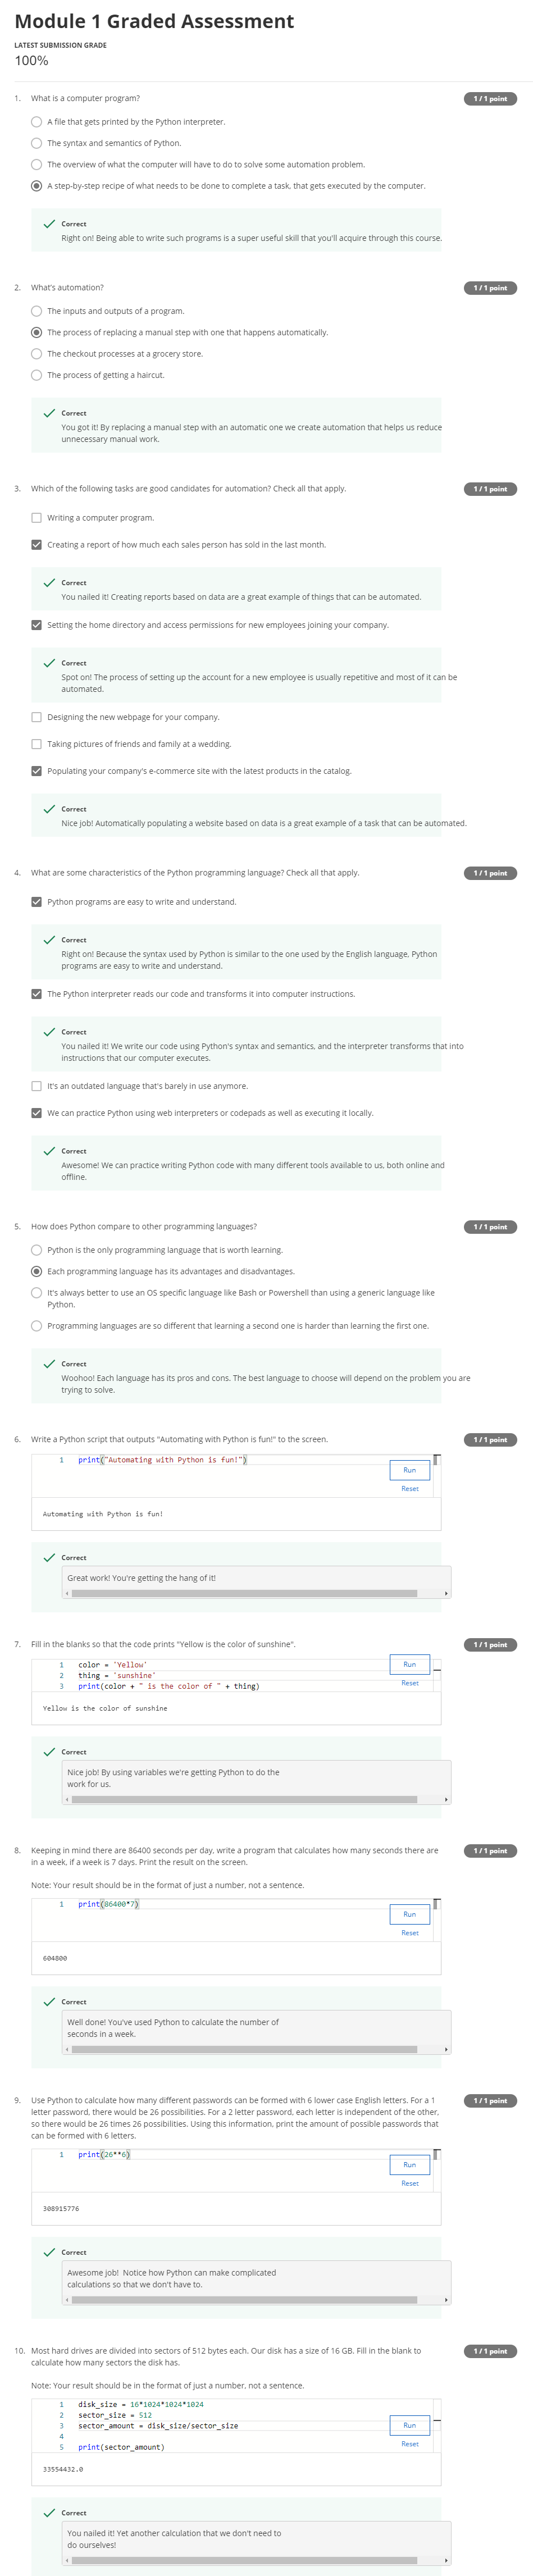 Module 1 Graded Assessment
LATEST SUBMISSION GRADE
100%
1. What is a computer program?
1 / 1 point
A file that gets printed by the Python interpreter.
The syntax and semantics of Python.
The overview of what the computer will have to do to solve some automation problem.
A step-by-step recipe of what needs to be done to complete a task, that gets executed by the computer.
Correct
Right on! Being able to write such programs is a super useful skill that you'll acquire through this course.
2. What's automation?
1 / 1 point
The inputs and outputs of a program.
The process of replacing a manual step with one that happens automatically.
The checkout processes at a grocery store.
The process of getting a haircut.
Correct
You got it! By replacing a manual step with an automatic one we create automation that helps us reduce
unnecessary manual work.
3. Which of the following tasks are good candidates for automation? Check all that apply.
1 / 1 point
Writing a computer program.
Creating a report of how much each sales person has sold in the last month.
Correct
You nailed it! Creating reports based on data are a great example of things that can be automated.
Setting the home directory and access permissions for new employees joining your company.
Correct
Spot on! The process of setting up the account for a new employee is usually repetitive and most of it can be
automated.
Designing the new webpage for your company.
Taking pictures of friends and family at a wedding.
Populating your company's e-commerce site with the latest products in the catalog.
Correct
Nice job! Automatically populating a website based on data is a great example of a task that can be automated.
4. What are some characteristics of the Python programming language? Check all that apply.
1 / 1 point
Python programs are easy to write and understand.
Correct
Right on! Because the syntax used by Python is similar to the one used by the English language, Python
programs are easy to write and understand.
The Python interpreter reads our code and transforms it into computer instructions.
Correct
You nailed it! We write our code using Python's syntax and semantics, and the interpreter transforms that into
instructions that our computer executes.
It's an outdated language that's barely in use anymore.
We can practice Python using web interpreters or codepads as well as executing it locally.
Correct
Awesome! We can practice writing Python code with many different tools available to us, both online and
offline.
5. How does Python compare to other programming languages?
1 / 1 point
Python is the only programming language that is worth learning.
Each programming language has its advantages and disadvantages.
It's always better to use an OS specific language like Bash or Powershell than using a generic language like
Python.
Programming languages are so different that learning a second one is harder than learning the first one.
Correct
Woohoo! Each language has its pros and cons. The best language to choose will depend on the problem you are
trying to solve.
6. Write a Python script that outputs "Automating with Python is fun!" to the screen.
1 / 1 point
1 print("Automating with Python is fun!")
Run
Reset
Automating with Python is fun!
Correct
Great work! You're getting the hang of it!
7. Fill in the blanks so that the code prints "Yellow is the color of sunshine".
1 / 1 point
1 color = 'Yellow'
Run
2 thing = 'sunshine'
3 print(color + " is the color of " + thing)
Reset
Yellow is the color of sunshine
Correct
Nice job! By using variables we're getting Python to do the
work for us.
8. Keeping in mind there are 86400 seconds per day, write a program that calculates how many seconds there are
1 / 1 point
in a week, if a week is 7 days. Print the result on the screen.
Note: Your result should be in the format of just a number, not a sentence.
1 print(86400*7)
Run
Reset
604800
Correct
Well done! You've used Python to calculate the number of
seconds in a week.
9. Use Python to calculate how many different passwords can be formed with 6 lower case English letters. For a 1
1 / 1 point
letter password, there would be 26 possibilities. For a 2 letter password, each letter is independent of the other,
so there would be 26 times 26 possibilities. Using this information, print the amount of possible passwords that
can be formed with 6 letters.
1 print(26**6)
Run
Reset
308915776
Correct
Awesome job! Notice how Python can make complicated
calculations so that we don't have to.
10. Most hard drives are divided into sectors of 512 bytes each. Our disk has a size of 16 GB. Fill in the blank to
1 / 1 point
calculate how many sectors the disk has.
Note: Your result should be in the format of just a number, not a sentence.
1 disk_size = 16*1024*1024*1024
2 sector_size = 512
3 sector_amount = disk_size/sector_size
Run
4
Reset
5 print(sector_amount)
33554432.0
Correct
You nailed it! Yet another calculation that we don't need to
do ourselves!